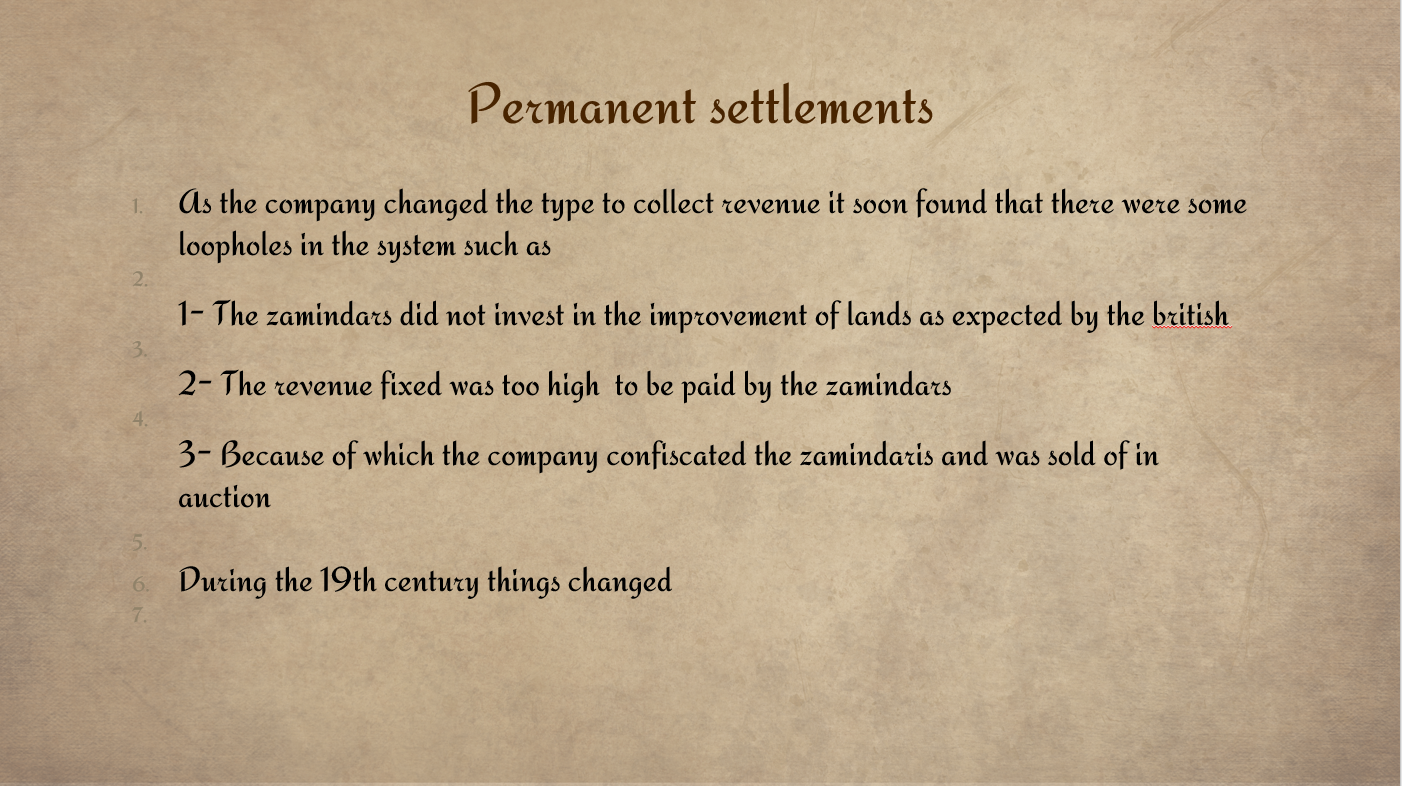 Permanent settlements
1. As the company changed the type to collect revenue it soon found that there were some
loopholes in the system such as
2.
1- The zamindars did not invest in the improvement of lands as expected by the british
3.
2- The revenue fixed was too high  to be paid by the zamindars
4.
3- Because of which the company confiscated the zamindaris and was sold of in
auction
5.
6. During the 19th century things changed
7.